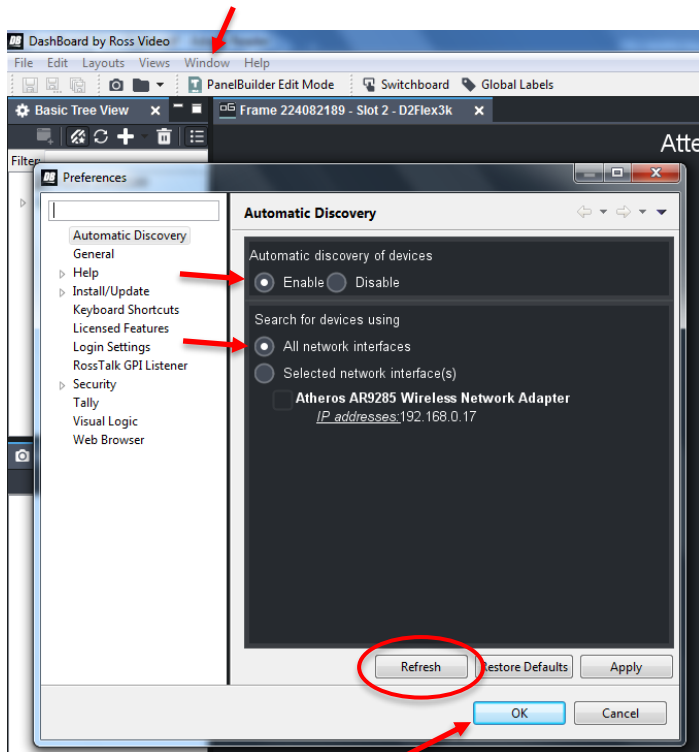 DashBoard by Ross Video
File Edit Layouts Views Window Help
PanelBuilder Edit Mode Switchboard Global Labels
Basic Tree View Frame 224082189 - Slot 2 - D2Flex3k
Atte
Filter
Preferences
Automatic Discovery
Automatic Discovery
General
Help
Install/Update
Keyboard Shortcuts
Licensed Features
Login Settings
RossTalk GPI Listener
Security
Tally
Visual Logic
Web Browser
Automatic discovery of devices
Enable Disable
Search for devices using
All network interfaces
Selected network interface(s)
Atheros AR9285 Wireless Network Adapter
IP addresses:192.168.0.17
Refresh Restore Defaults Apply
OK Cancel